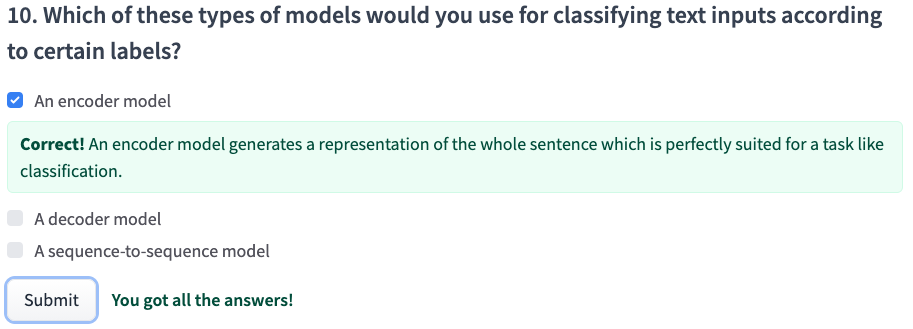 10. Which of these types of models would you use for classifying text inputs according
to certain labels?
An encoder model
Correct! An encoder model generates a representation of the whole sentence which is perfectly suited for a task like
classification.
A decoder model
A sequence-to-sequence model
Submit You got all the answers!